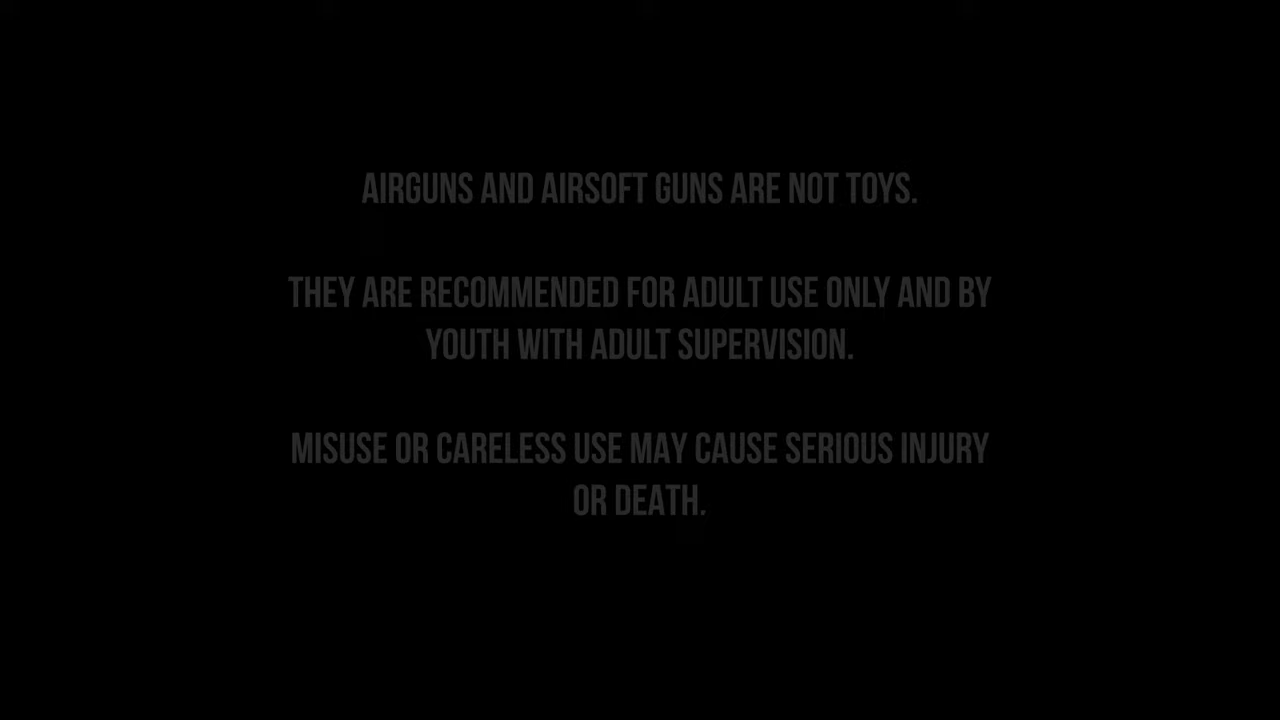 AIRGUNS AND AIRSOFT GUNS ARE NOT TOYS.
THEY ARE RECOMMENDED FOR ADULT USE ONLY AND BY
YOUTH WITH ADULT SUPERVISION.
MISUSE OR CARELESS USE MAY CAUSE SERIOUS INJURY
OR DEATH.